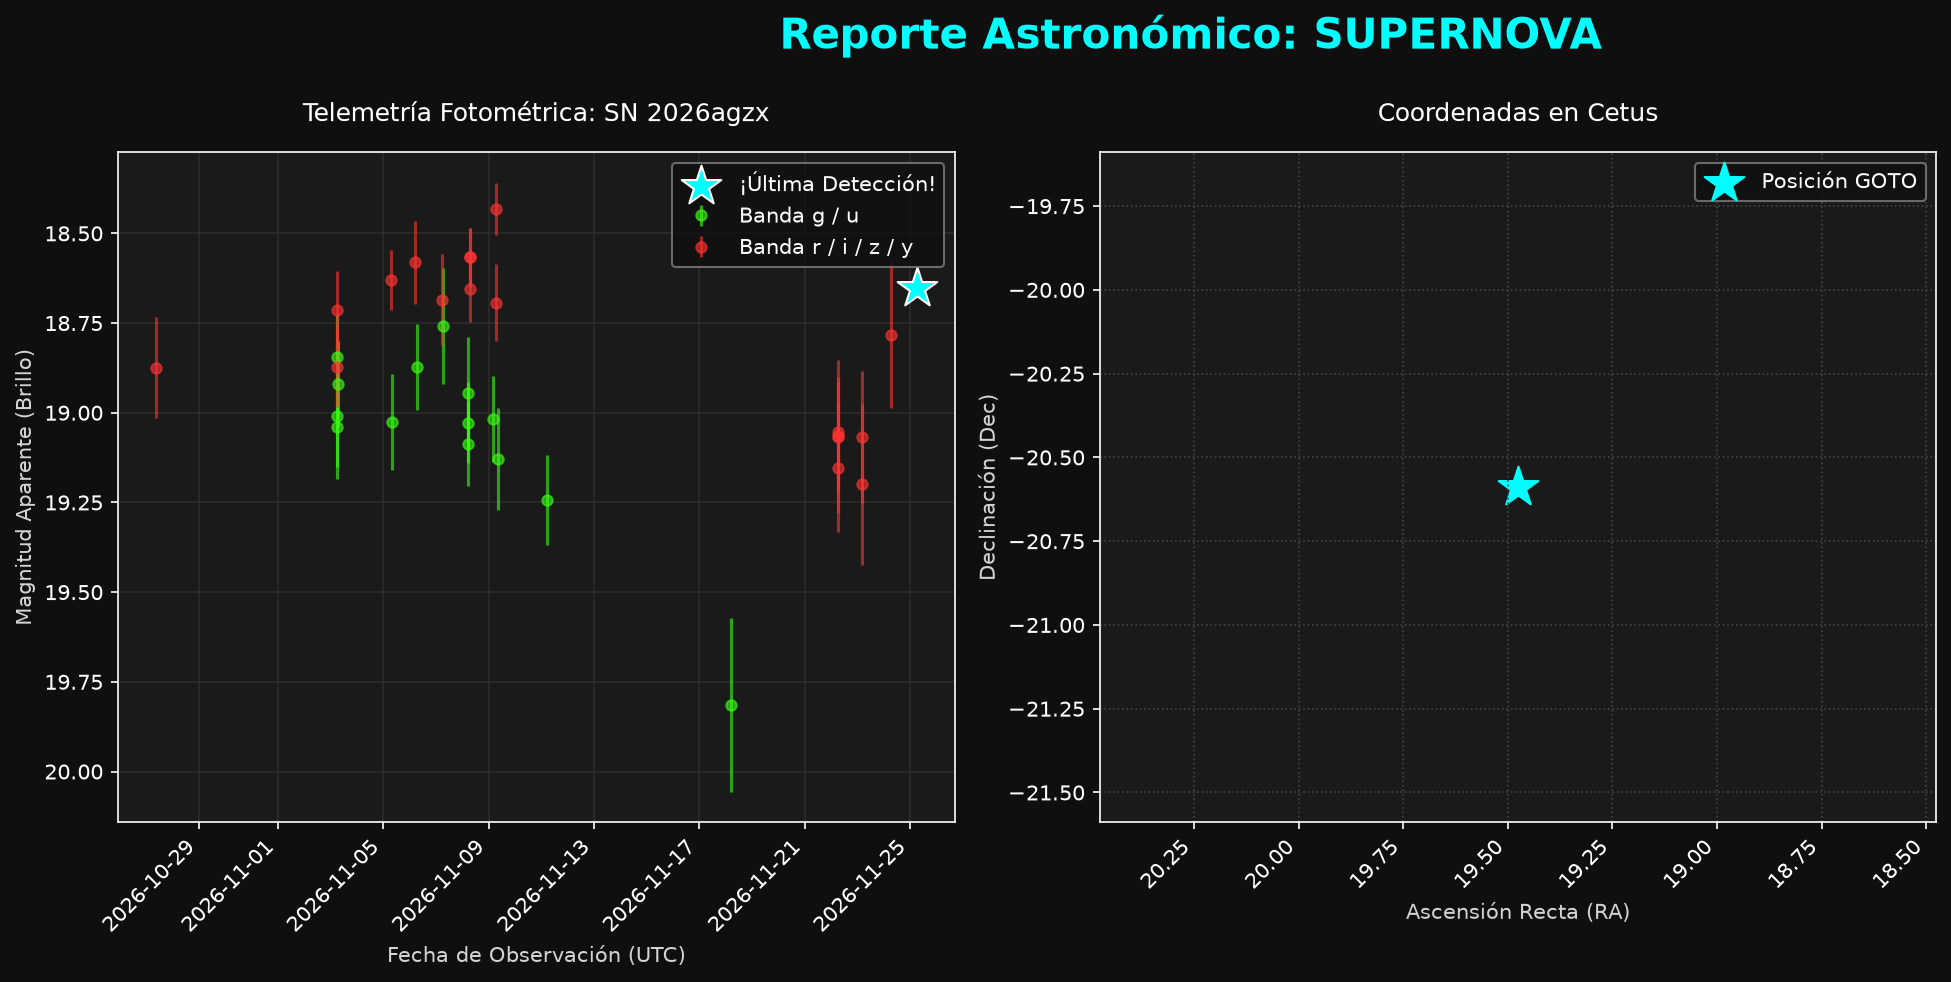 Reporte Astronómico: SUPERNOVA
Telemetría Fotométrica: SN 2026agzx
¡Última Detección!
Banda g / u
Banda r / i / z / y
Magnitud Aparente (Brillo)
18.50
18.75
19.00
19.25
19.50
19.75
20.00
2026-10-29
2026-11-01
2026-11-05
2026-11-09
2026-11-13
2026-11-17
2026-11-21
2026-11-25
Fecha de Observación (UTC)
Coordenadas en Cetus
Posición GOTO
Declinación (Dec)
−19.75
−20.00
−20.25
−20.50
−20.75
−21.00
−21.25
−21.50
20.25
20.00
19.75
19.50
19.25
19.00
18.75
18.50
Ascensión Recta (RA)